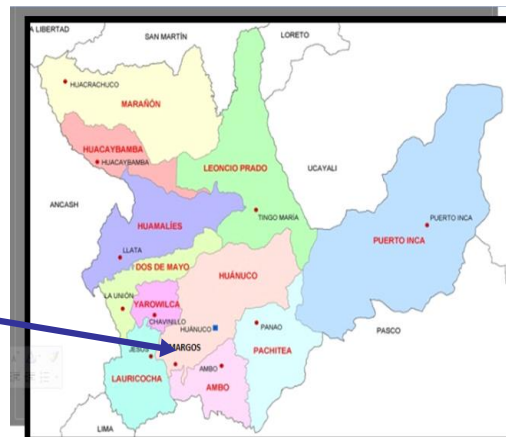 A LIBERTAD
SAN MARTÍN
LORETO
HUACRACHUCO
MARAÑÓN
HUACAYBAMBA
HUACAYBAMBA
LEONCIO PRADO
UCAYALI
ANCASH
HUAMALÍES
TINGO MARÍA
PUERTO INCA
PUERTO INCA
LLATA
DOS DE MAYO
HUÁNUCO
LA UNIÓN
YAROWILCA
CHAVINILLO
HUÁNUCO
PANAO
PASCO
JESÚS
MARGOS
PACHITEA
LAURICOCHA
AMBO
AMBO
LIMA